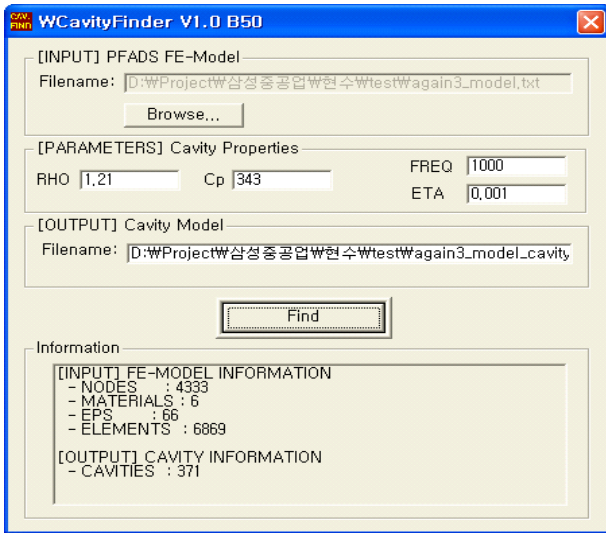 CAV. FIND
WCavityFinder V1.0 B50
[INPUT] PFADS FE-Model
Filename: D:₩Project₩삼성중공업₩현수₩test₩again3_model.txt
Browse...
[PARAMETERS] Cavity Properties
RHO 1.21 Cp 343 FREQ 1000
ETA 0.001
[OUTPUT] Cavity Model
Filename: D:₩Project₩삼성중공업₩현수₩test₩again3_model_cavity
Find
Information
[INPUT] FE-MODEL INFORMATION
- NODES : 4333
- MATERIALS : 6
- EPS : 66
- ELEMENTS : 6869
[OUTPUT] CAVITY INFORMATION
- CAVITIES : 371